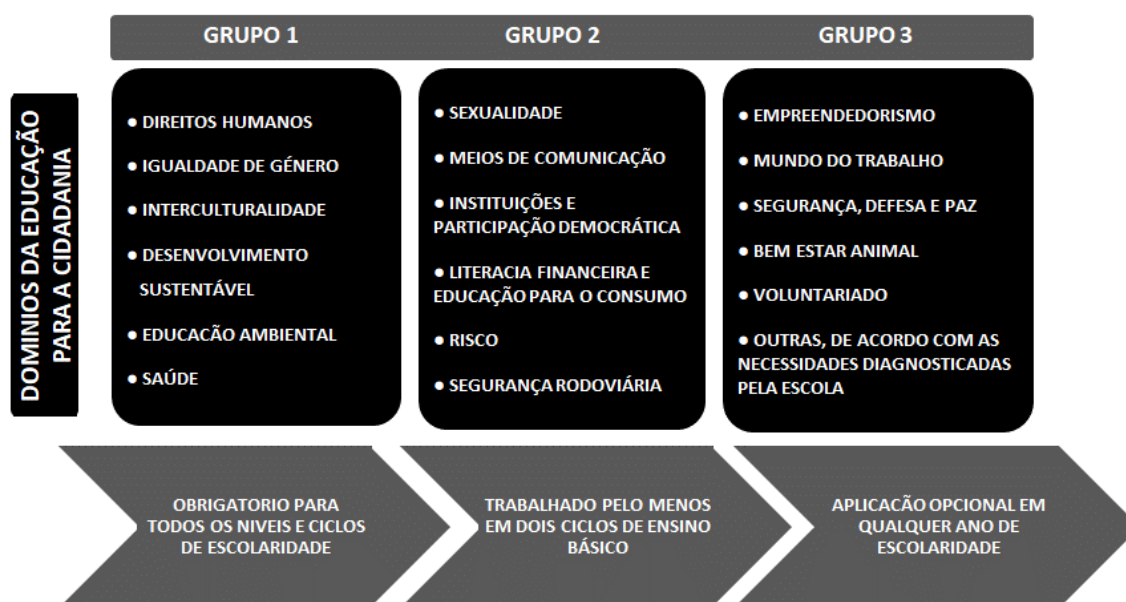 GRUPO 1
GRUPO 2
GRUPO 3
DOMINIOS DA EDUCAÇÃO
PARA A CIDADANIA
● DIREITOS HUMANOS
● IGUALDADE DE GÉNERO
● INTERCULTURALIDADE
● DESENVOLVIMENTO
SUSTENTÁVEL
● EDUCACÃO AMBIENTAL
● SAÚDE
● SEXUALIDADE
● MEIOS DE COMUNICAÇÃO
● INSTITUIÇÕES E
PARTICIPAÇÃO DEMOCRÁTICA
● LITERACIA FINANCEIRA E
EDUCAÇÃO PARA O CONSUMO
● RISCO
● SEGURANÇA RODOVIÁRIA
● EMPREENDEDORISMO
● MUNDO DO TRABALHO
● SEGURANÇA, DEFESA E PAZ
● BEM ESTAR ANIMAL
● VOLUNTARIADO
● OUTRAS, DE ACORDO COM AS
NECESSIDADES DIAGNOSTICADAS
PELA ESCOLA
OBRIGATORIO PARA
TODOS OS NIVEIS E CICLOS
DE ESCOLARIDADE
TRABALHADO PELO MENOS
EM DOIS CICLOS DE ENSINO
BÁSICO
APLICACÃO OPCIONAL EM
QUALQUER ANO DE
ESCOLARIDADE